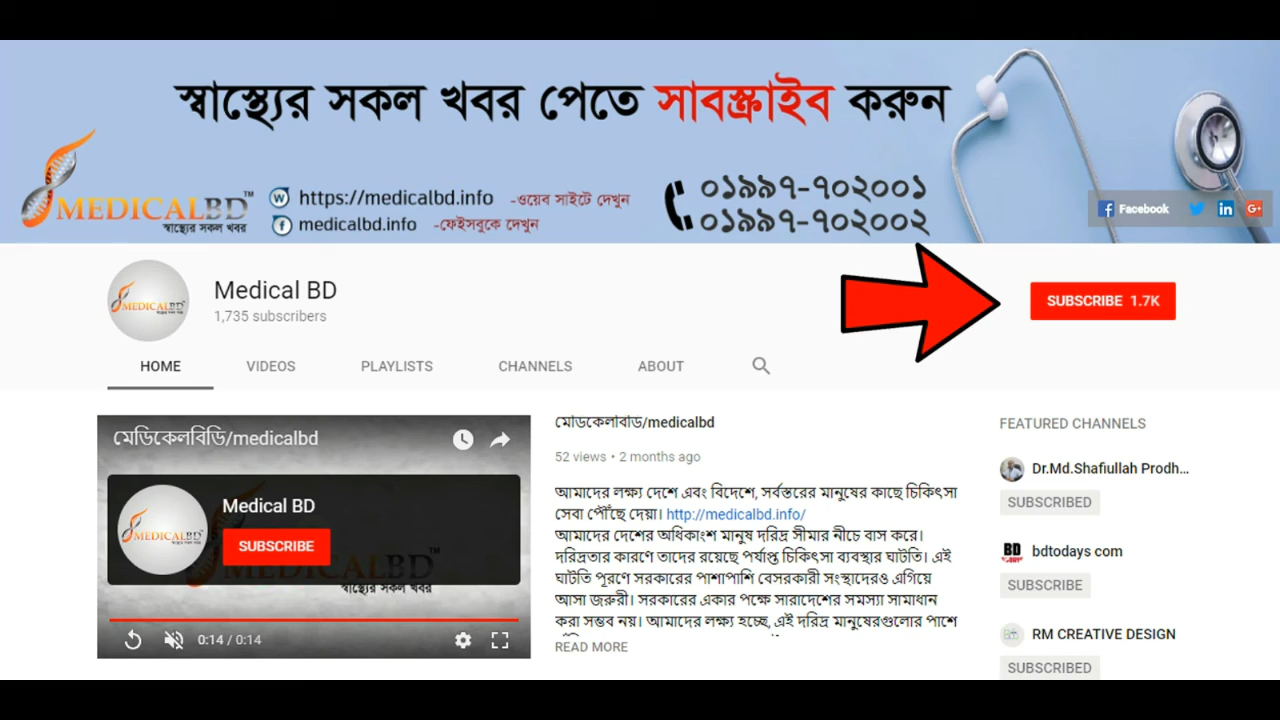 স্বাস্থ্যের সকল খবর পেতে সাবস্ক্রাইব করুন
MEDICALBD™
স্বাস্থ্যের সকল খবর
https://medicalbd.info -ওয়েব সাইটে দেখুন
medicalbd.info -ফেইসবুকে দেখুন
০১৯৯৭-৭০২০০১
০১৯৯৭-৭০২০০২
Facebook
Medical BD
1,735 subscribers
SUBSCRIBE 1.7K
HOME VIDEOS PLAYLISTS CHANNELS ABOUT
মেডিকেলবিডি/medicalbd
Medical BD
SUBSCRIBE
স্বাস্থ্যের সকল খবর
0:14 / 0:14
মোডকেলাবাড/medicalbd
52 views • 2 months ago
আমাদের লক্ষ্য দেশে এবং বিদেশে, সর্বস্তরের মানুষের কাছে চিকিৎসা
সেবা পৌঁছে দেয়া। http://medicalbd.info/
আমাদের দেশের অধিকাংশ মানুষ দরিদ্র সীমার নীচে বাস করে।
দরিদ্রতার কারণে তাদের রয়েছে পর্যাপ্ত চিকিৎসা ব্যবস্থার ঘাটতি। এই
ঘাটতি পূরণে সরকারের পাশাপাশি বেসরকারী সংস্থাদেরও এগিয়ে
আসা জরুরী। সরকারের একার পক্ষে সারাদেশের সমস্যা সামাধান
করা সম্ভব নয়। আমাদের লক্ষ্য হচ্ছে, এই দরিদ্র মানুষেরগুলোর পাশে
READ MORE
FEATURED CHANNELS
Dr.Md.Shafiullah Prodh...
SUBSCRIBED
bdtodays com
SUBSCRIBE
RM CREATIVE DESIGN
SUBSCRIBED